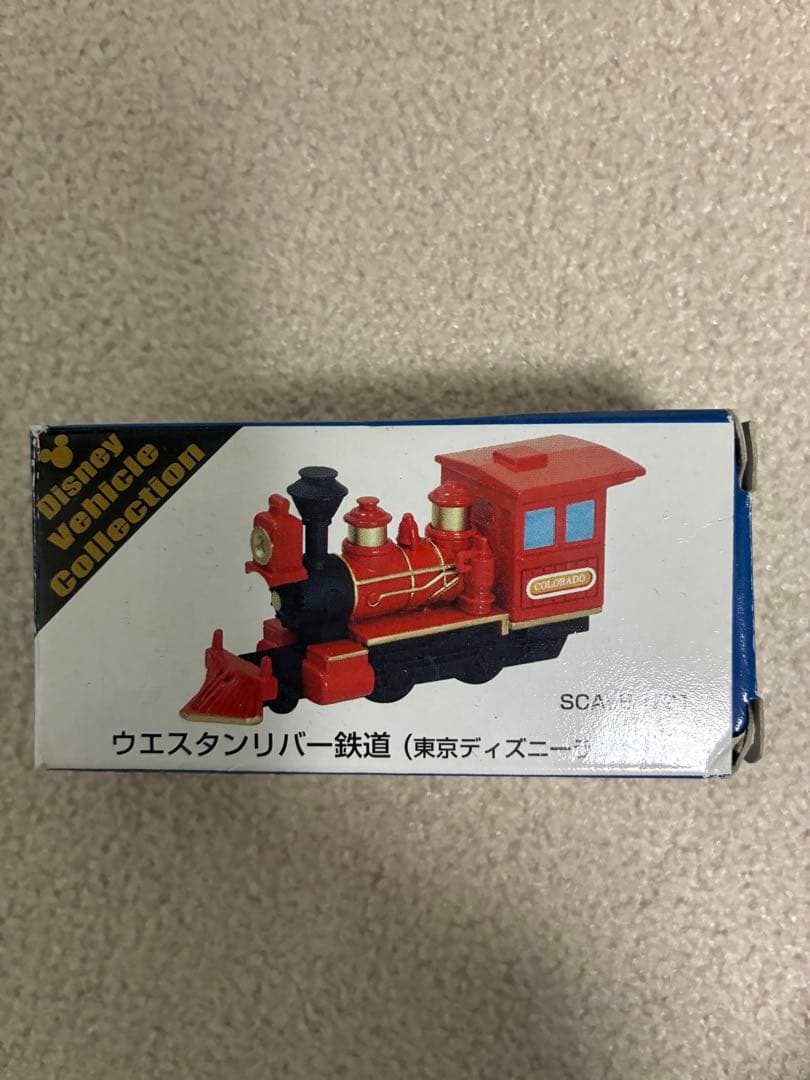 Disney
Vehicle
Collection
COLORADO
SCALE
ウエスタンリバー鉄道 (東京ディズニー